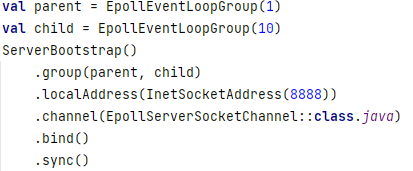 val parent = EpollEventLoopGroup(1)
val child = EpollEventLoopGroup(10)
ServerBootstrap()
    .group(parent, child)
    .localAddress(InetSocketAddress(8888))
    .channel(EpollServerSocketChannel::class.java)
    .bind()
    .sync()